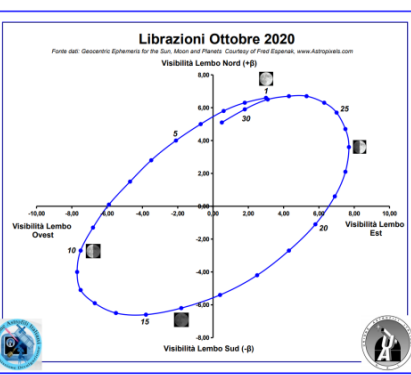 Librazioni Ottobre 2020
Fonte dati: Geocentric Ephemeris for the Sun, Moon and Planets Courtesy of Fred Espenak, www.Astropixels.com
Visibilità Lembo Nord (+β)
8,00
1
6,00
30
25
5
4,00
2,00
0,00
-10,00 -8,00 -6,00 -4,00 -2,00 0,00 2,00 4,00 6,00 8,00 10,00
Visibilità Lembo
Ovest
Visibilità Lembo
Est
20
-2,00
10
-4,00
-6,00
15
-8,00
Visibilità Lembo Sud (-β)